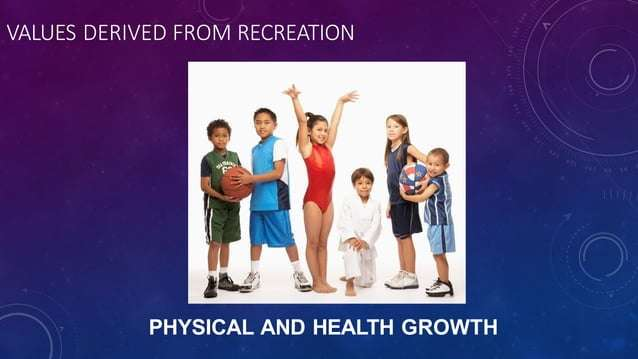 VALUES DERIVED FROM RECREATION
PHYSICAL AND HEALTH GROWTH